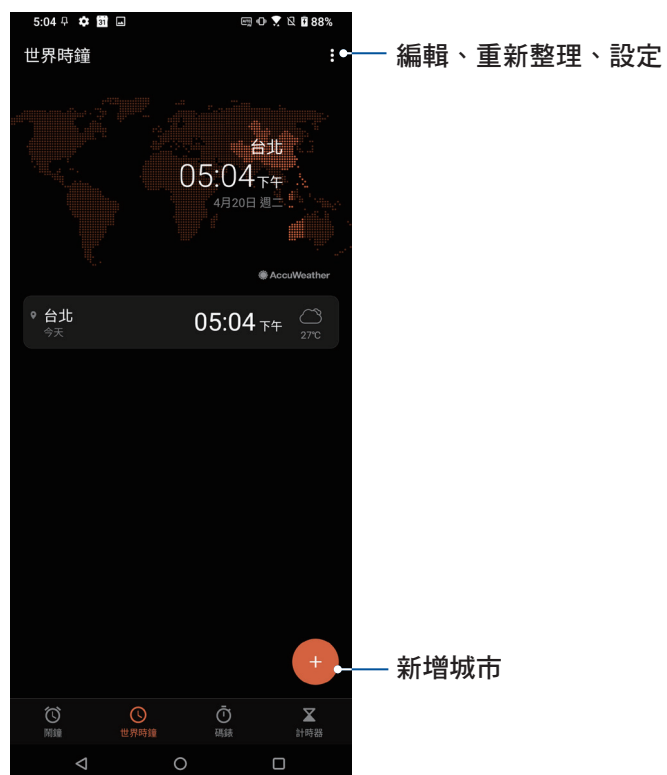 5:04 31 88%
世界時鐘
編輯、重新整理、設定
台北
05:04下午
4月20日 週二
AccuWeather
台北 05:04 下午
今天 27°C
+
新增城市
鬧鐘 世界時鐘 碼錶 計時器